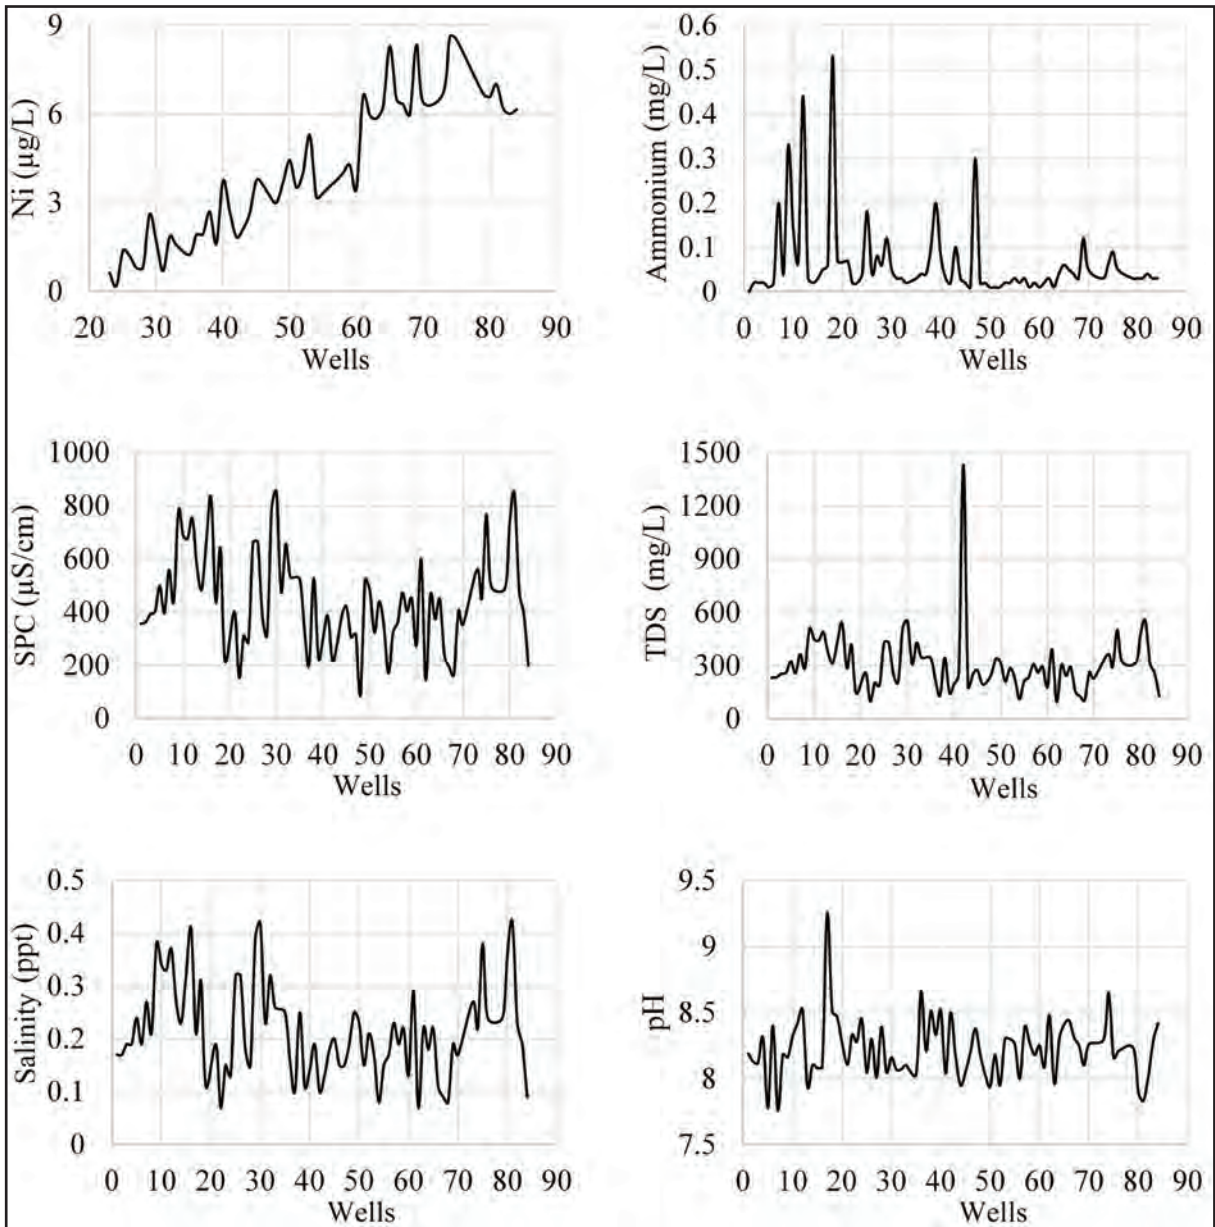 Ni (µg/L)
9
6
3
0
20 30 40 50 60 70 80 90
Wells
Ammonium (mg/L)
0.6
0.5
0.4
0.3
0.2
0.1
0
0 10 20 30 40 50 60 70 80 90
Wells
SPC (µS/cm)
1000
800
600
400
200
0
0 10 20 30 40 50 60 70 80 90
Wells
TDS (mg/L)
1500
1200
900
600
300
0
0 10 20 30 40 50 60 70 80 90
Wells
Salinity (ppt)
0.5
0.4
0.3
0.2
0.1
0
0 10 20 30 40 50 60 70 80 90
Wells
pH
9.5
9
8.5
8
7.5
0 10 20 30 40 50 60 70 80 90
Wells